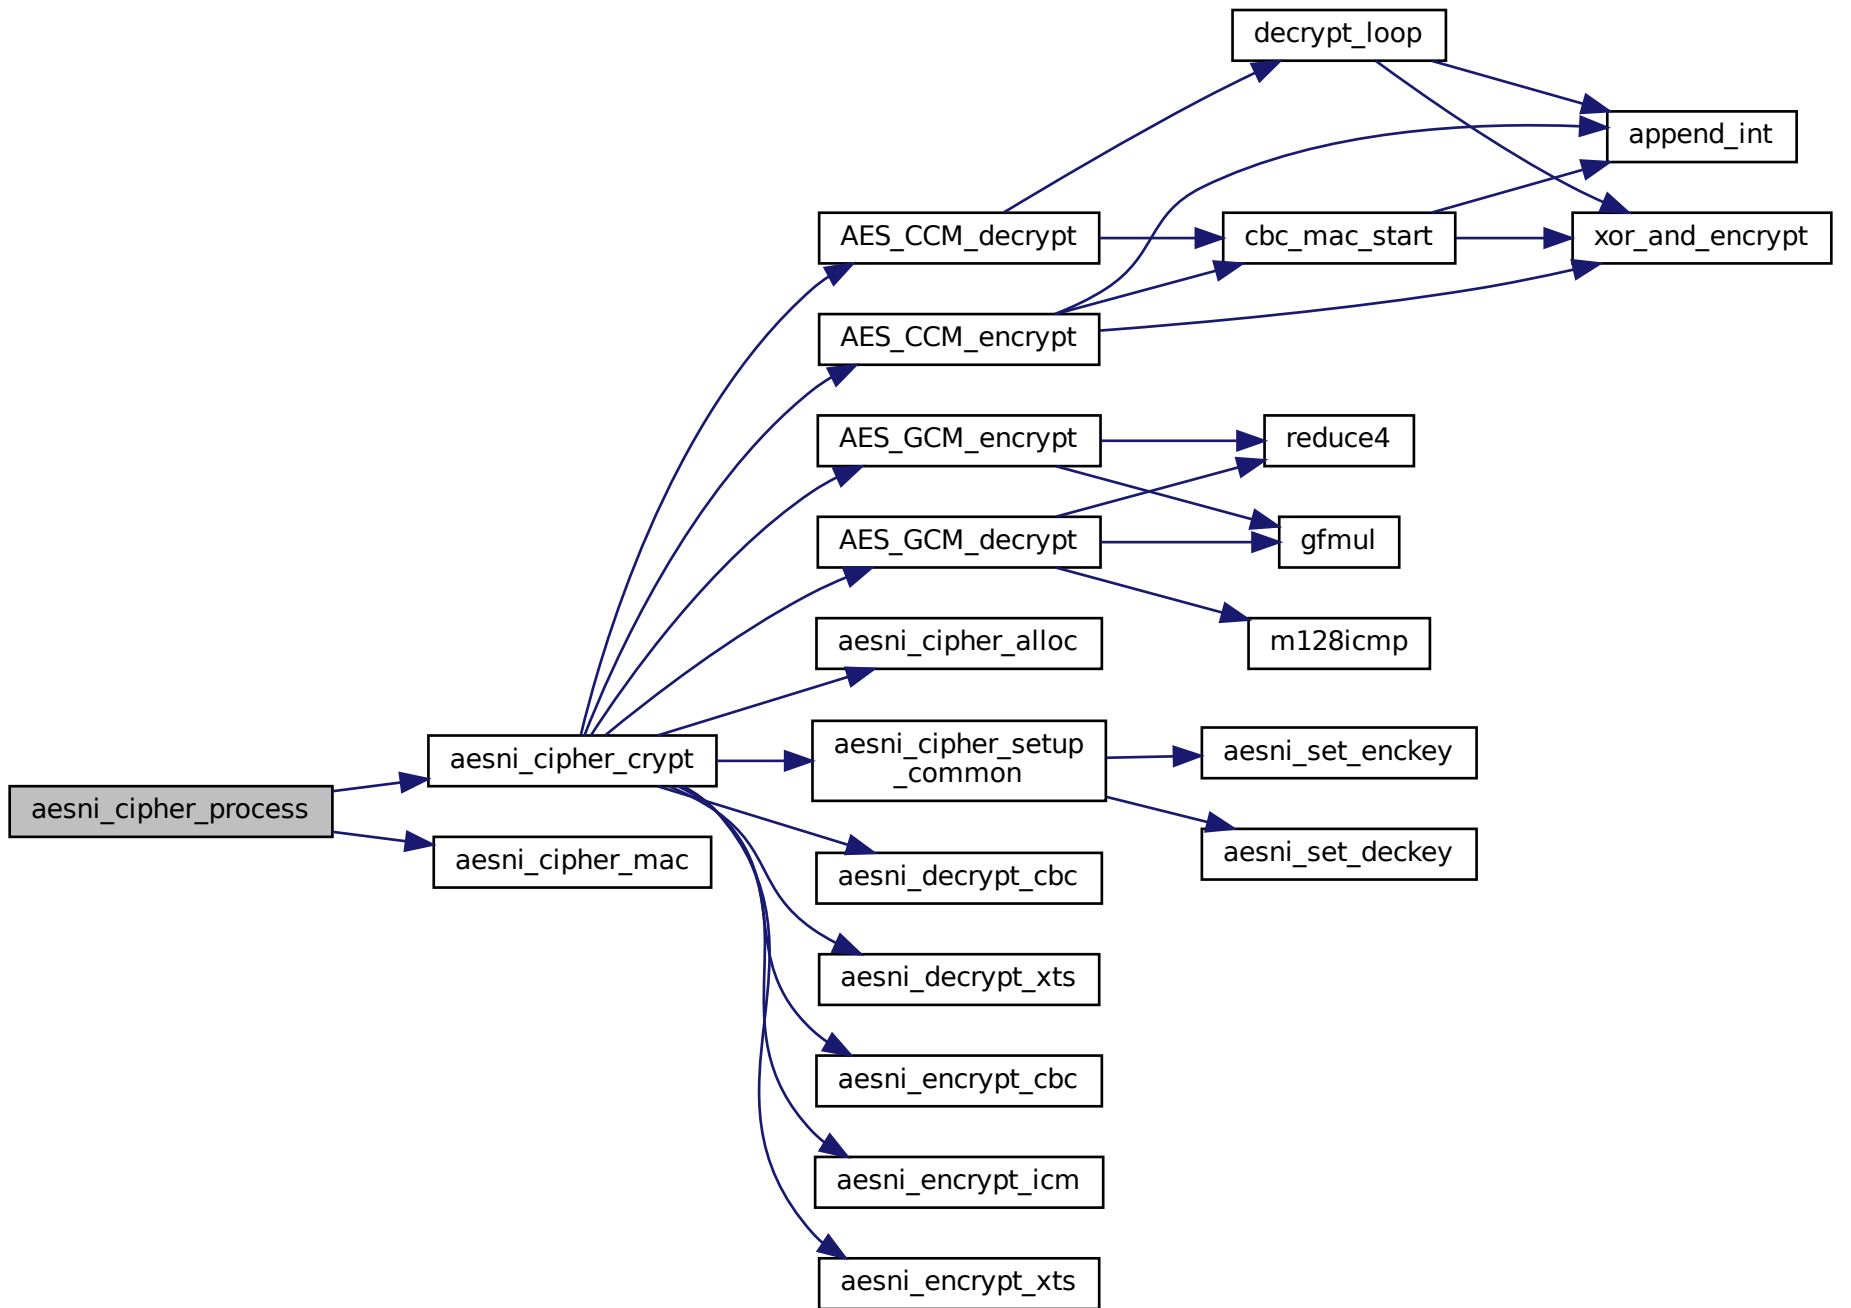 decrypt_loop
append_int
AES_CCM_decrypt
cbc_mac_start
xor_and_encrypt
AES_CCM_encrypt
AES_GCM_encrypt
reduce4
AES_GCM_decrypt
gfmul
aesni_cipher_alloc
m128icmp
aesni_cipher_crypt
aesni_cipher_setup
_common
aesni_set_enckey
aesni_cipher_process
aesni_cipher_mac
aesni_decrypt_cbc
aesni_set_deckey
aesni_decrypt_xts
aesni_encrypt_cbc
aesni_encrypt_icm
aesni_encrypt_xts